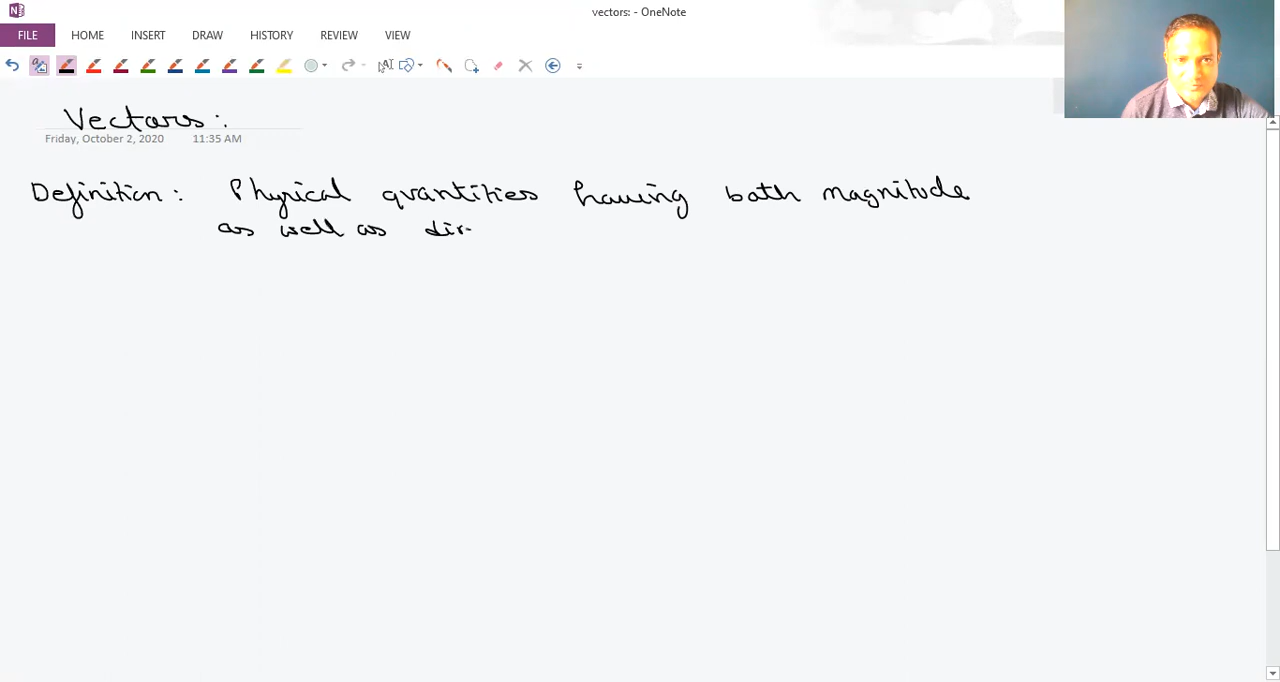 vectors: - OneNote
FILE HOME INSERT DRAW HISTORY REVIEW VIEW
Vectors:
Friday, October 2, 2020 11:35 AM
Definition: Physical quantities having both magnitude
as well as dir